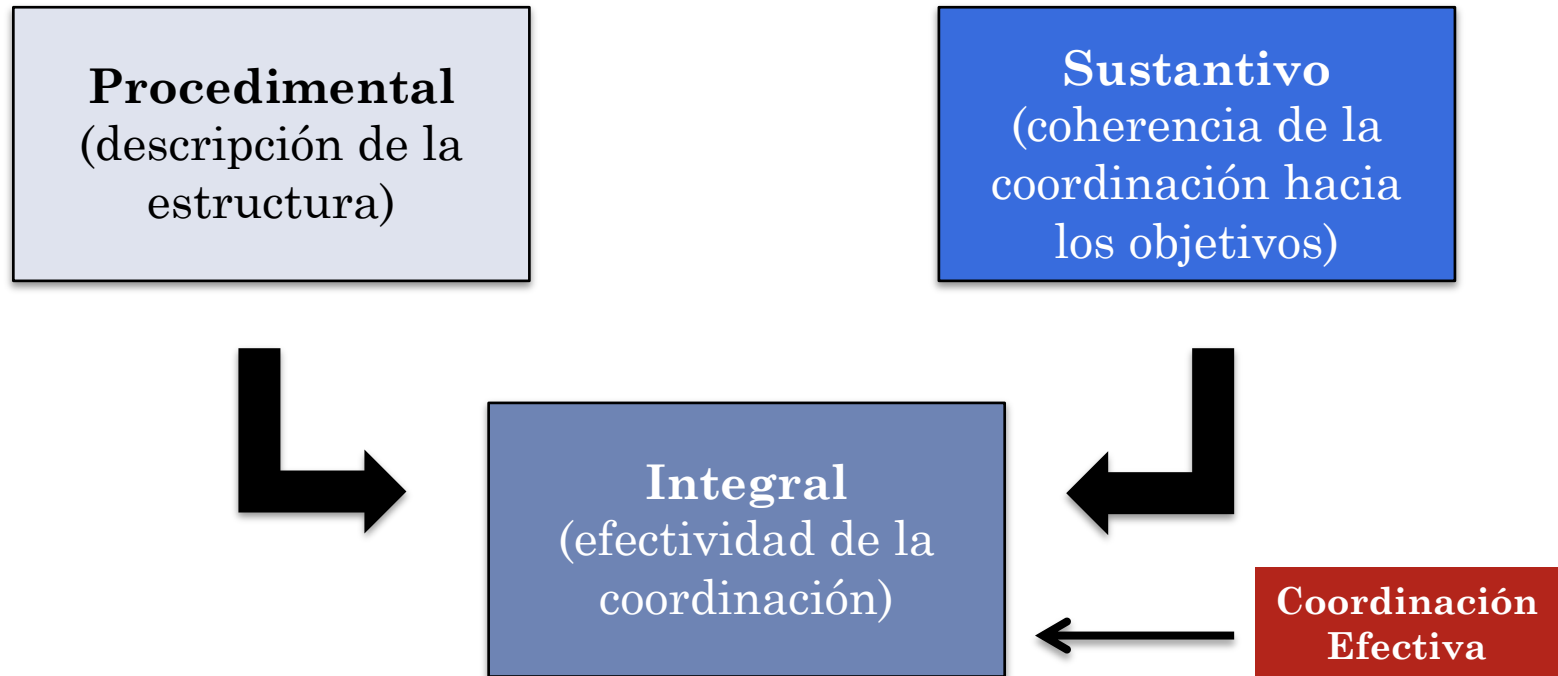 Procedimental
(descripción de la
estructura)
Sustantivo
(coherencia de la
coordinación hacia
los objetivos)
Integral
(efectividad de la
coordinación)
Coordinación
Efectiva